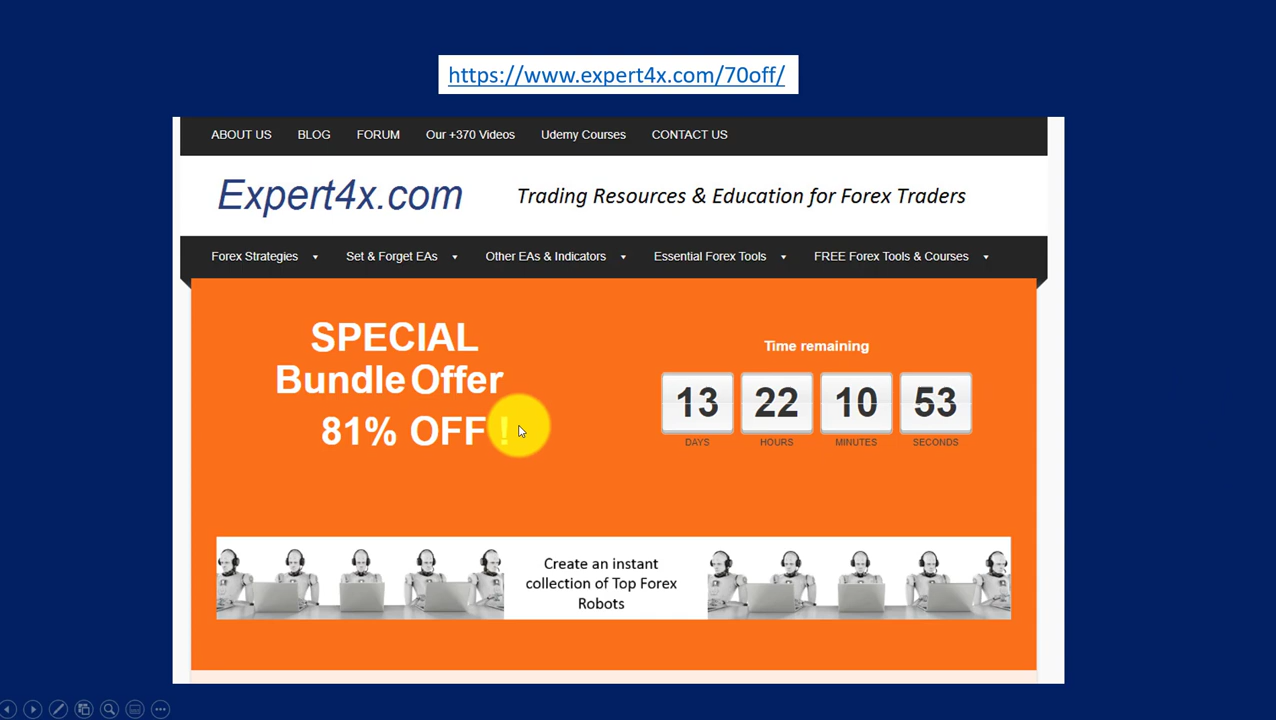 https://www.expert4x.com/70off/
ABOUT US BLOG FORUM Our +370 Videos Udemy Courses CONTACT US
Expert4x.com Trading Resources & Education for Forex Traders
Forex Strategies Set & Forget EAs Other EAs & Indicators Essential Forex Tools FREE Forex Tools & Courses
SPECIAL
Bundle Offer
81% OFF !
Time remaining
13 22 10 53
DAYS HOURS MINUTES SECONDS
Create an instant
collection of Top Forex
Robots